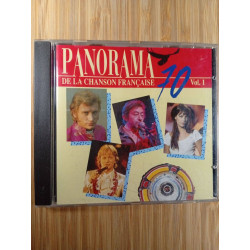 PANORAMA
70
DE LA CHANSON FRANÇAISE
Vol. 1